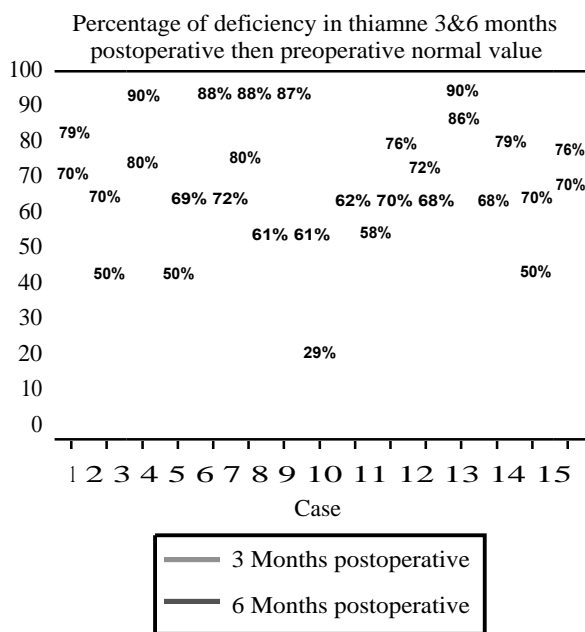 Percentage of deficiency in thiamne 3&6 months
postoperative then preoperative normal value
100
90
80
70
60
50
40
30
20
10
0
90% 88% 88% 87% 90%
79% 86%
76% 79% 76%
70% 80% 80% 72% 70%
70% 69% 72% 62% 70% 68% 68% 70%
61% 61% 58%
50% 50% 50%
29%
1 2 3 4 5 6 7 8 9 10 11 12 13 14 15
Case
3 Months postoperative
6 Months postoperative